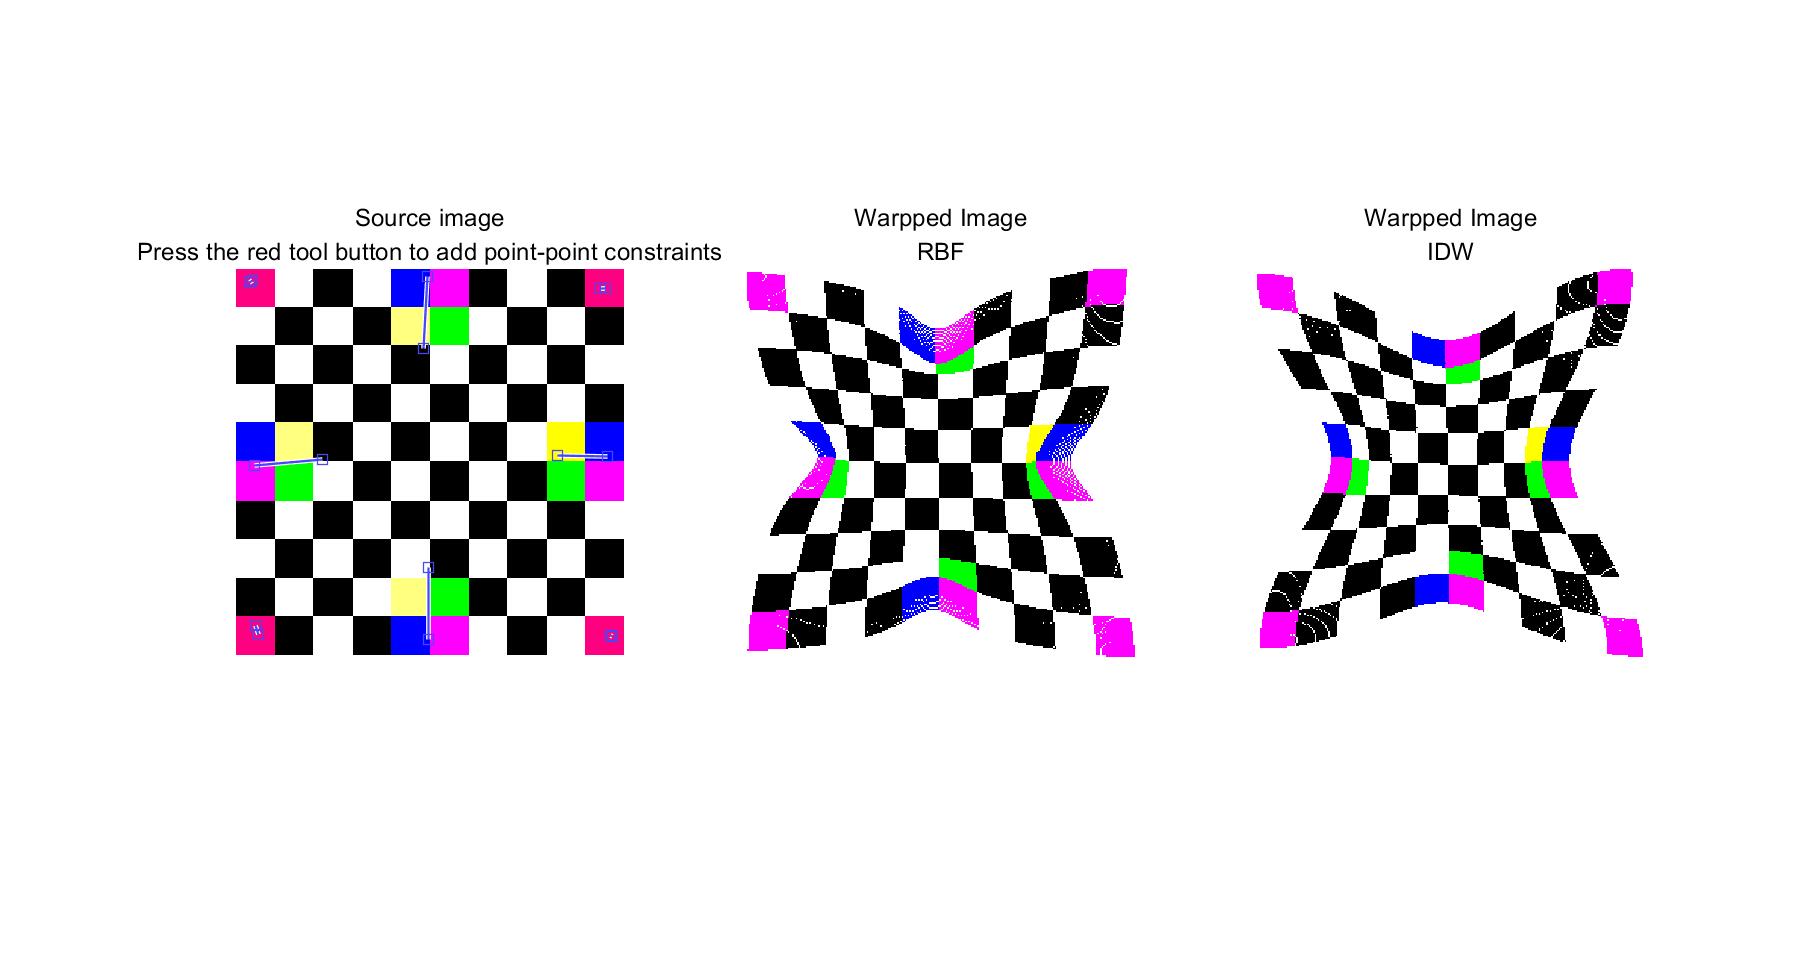 Source image
Press the red tool button to add point-point constraints
Warpped Image
RBF
Warpped Image
IDW